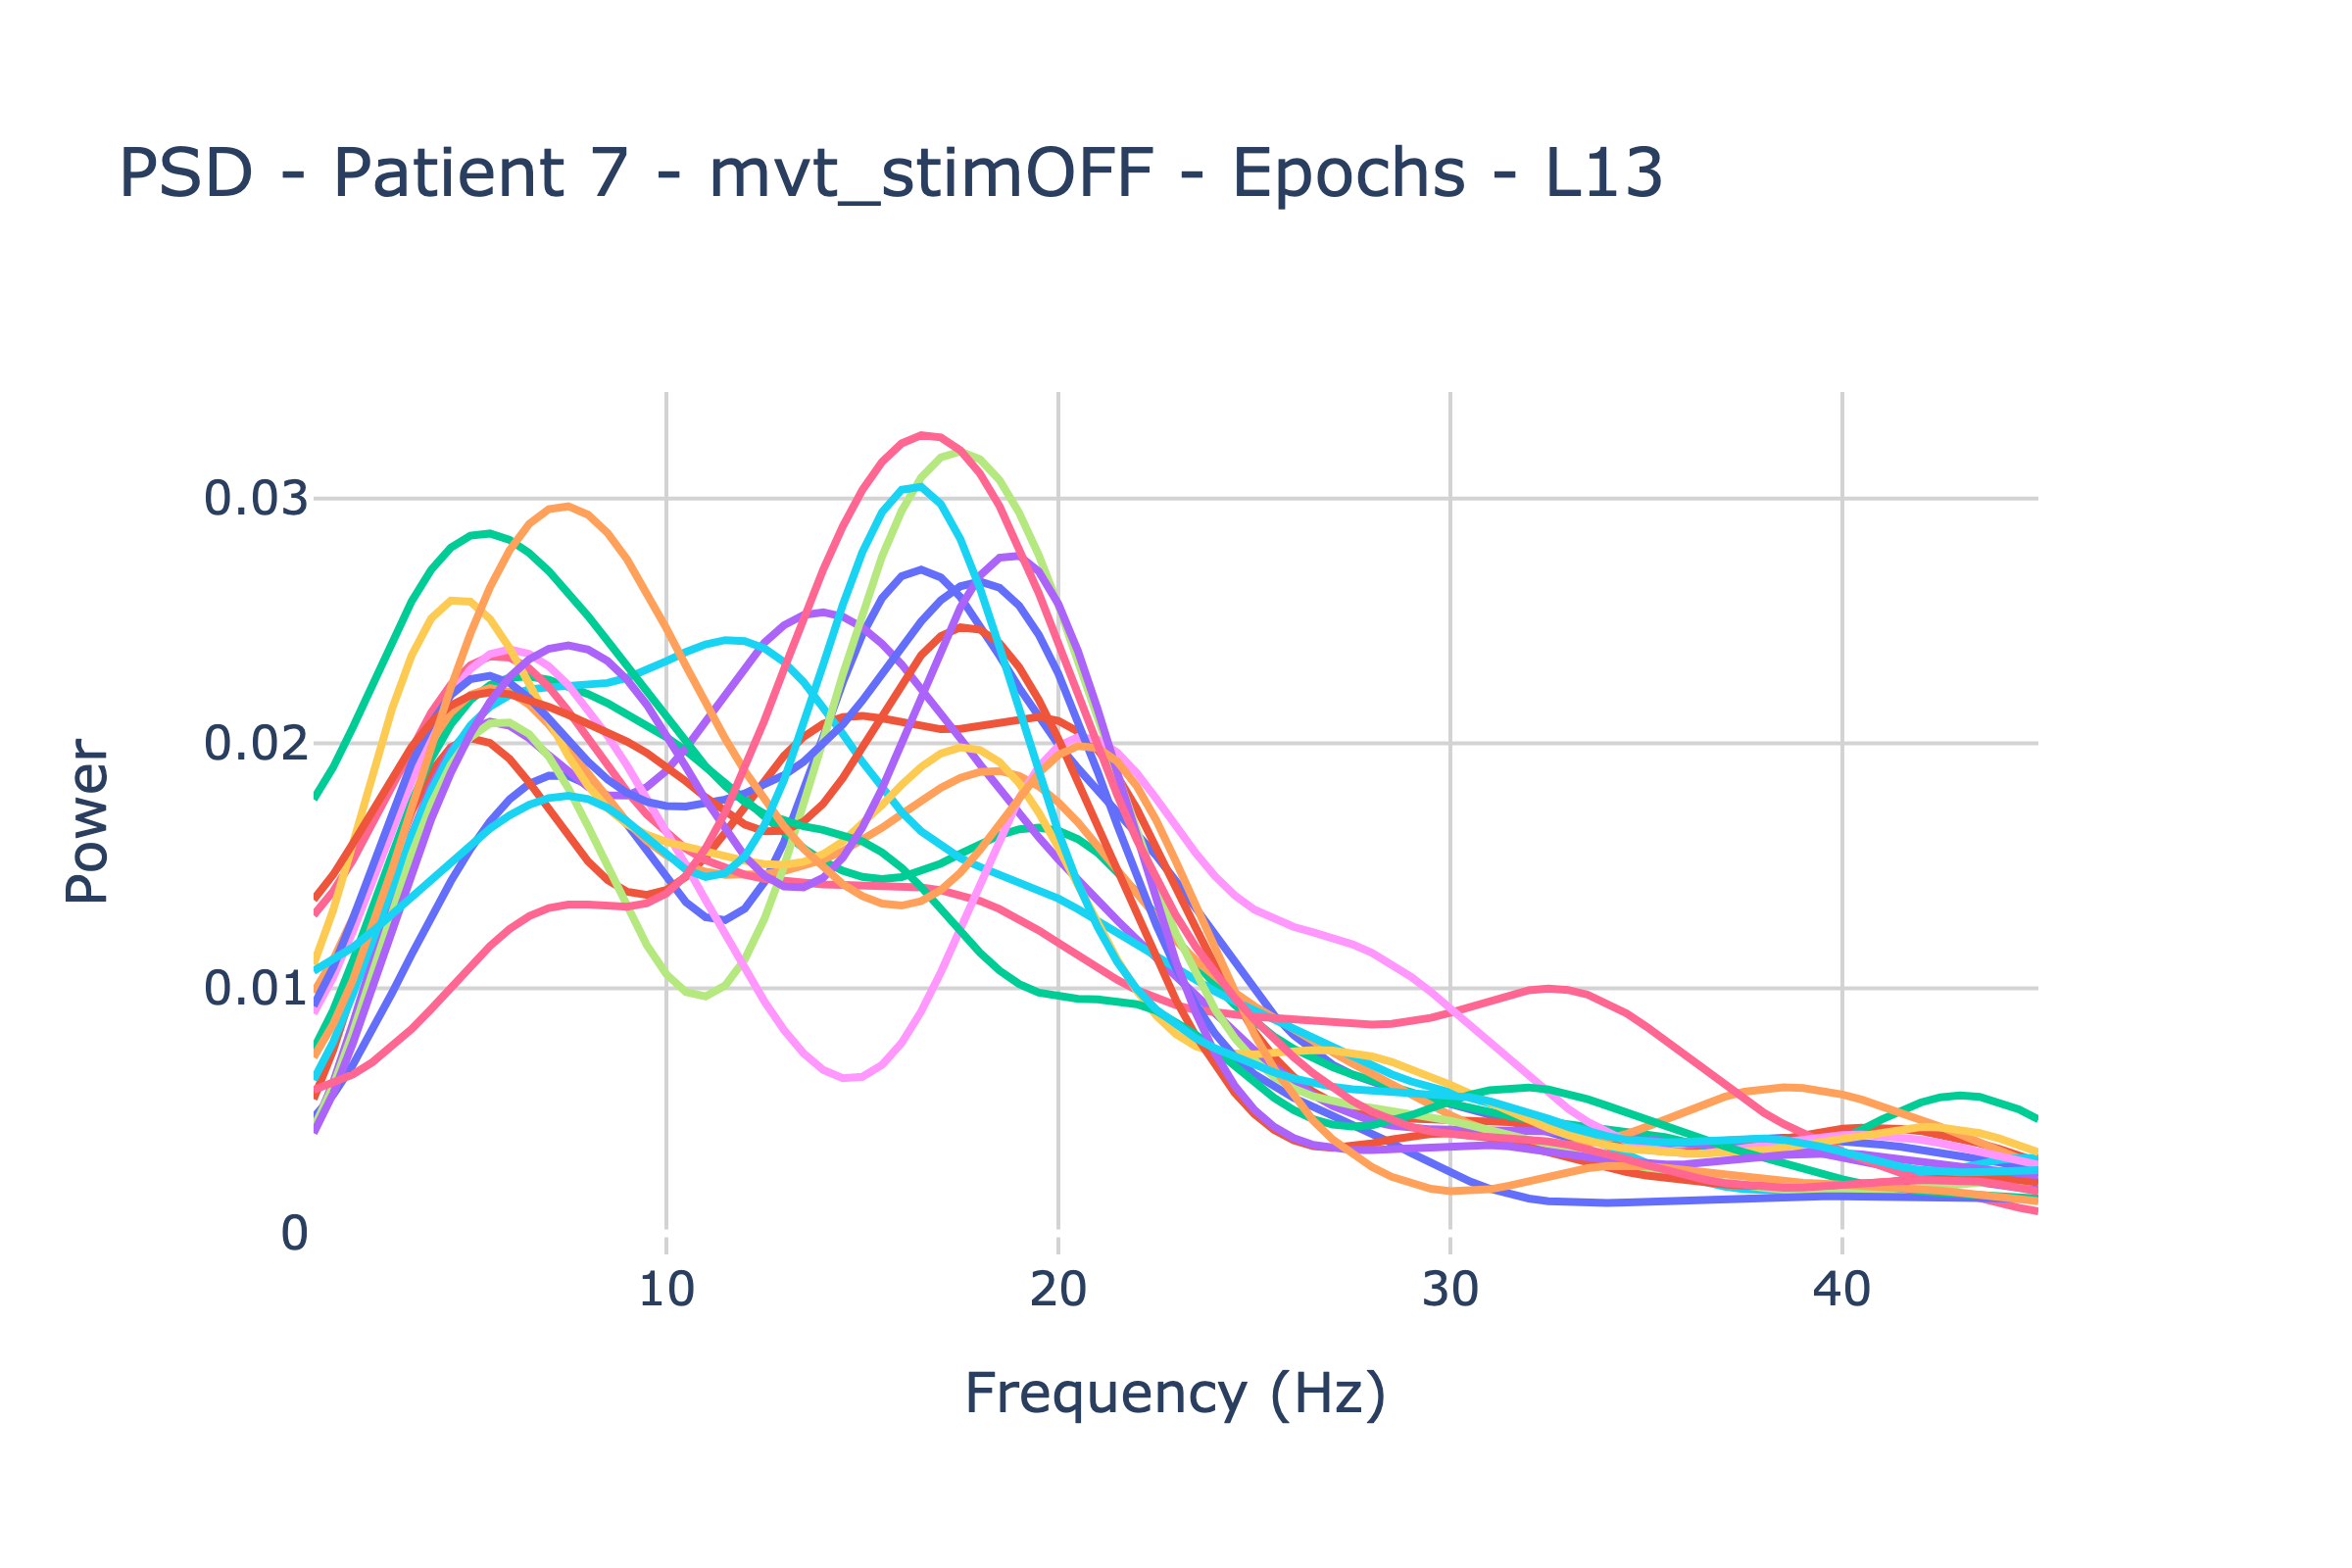 PSD - Patient 7 - mvt_stimOFF - Epochs - L13
Power
0.03
0.02
0.01
0
10 20 30 40
Frequency (Hz)